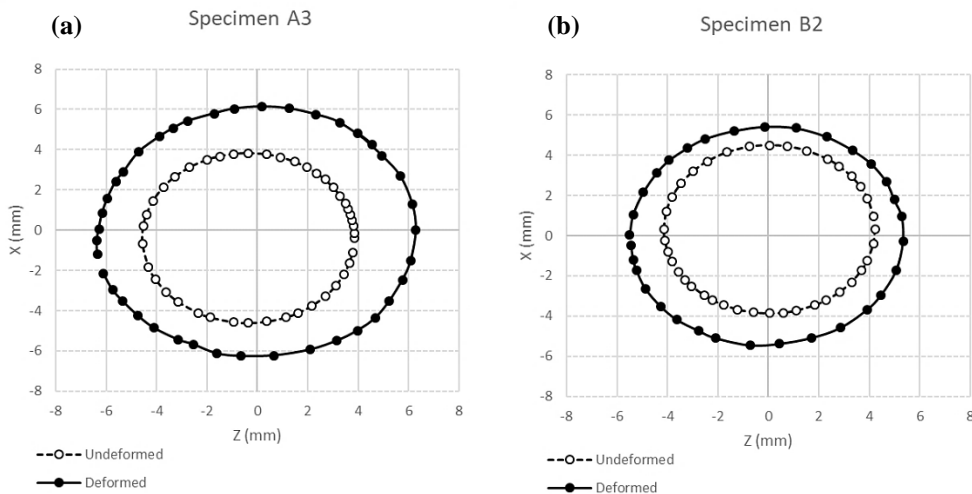 (a)
Specimen A3
8
6
4
2
0
-2
-4
-6
-8
X (mm)
-8 -6 -4 -2 0 2 4 6 8
Z (mm)
Undeformed
Deformed
(b)
Specimen B2
8
6
4
2
0
-2
-4
-6
-8
X (mm)
-8 -6 -4 -2 0 2 4 6 8
Z (mm)
Undeformed
Deformed